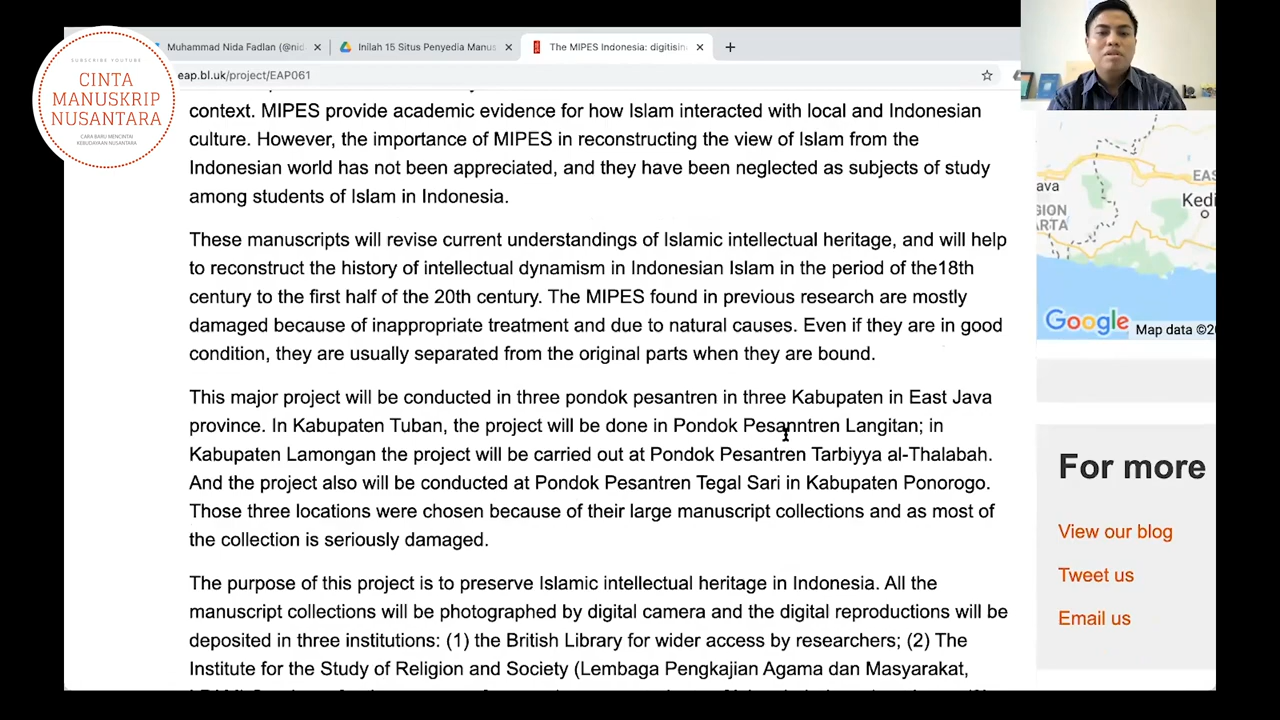 SUBSCRIBE YOUTUBE
CINTA
MANUSKRIP
NUSANTARA
CARA BARU MENCINTAI
KEBUDAYAAN NUSANTARA
Muhammad Nida Fadlan (@nid
Inilah 15 Situs Penyedia Manus
The MIPES Indonesia: digitisin
eap.bl.uk/project/EAP061
context. MIPES provide academic evidence for how Islam interacted with local and Indonesian
culture. However, the importance of MIPES in reconstructing the view of Islam from the
Indonesian world has not been appreciated, and they have been neglected as subjects of study
among students of Islam in Indonesia.
These manuscripts will revise current understandings of Islamic intellectual heritage, and will help
to reconstruct the history of intellectual dynamism in Indonesian Islam in the period of the18th
century to the first half of the 20th century. The MIPES found in previous research are mostly
damaged because of inappropriate treatment and due to natural causes. Even if they are in good
condition, they are usually separated from the original parts when they are bound.
This major project will be conducted in three pondok pesantren in three Kabupaten in East Java
province. In Kabupaten Tuban, the project will be done in Pondok Pesanntren Langitan; in
Kabupaten Lamongan the project will be carried out at Pondok Pesantren Tarbiyya al-Thalabah.
And the project also will be conducted at Pondok Pesantren Tegal Sari in Kabupaten Ponorogo.
Those three locations were chosen because of their large manuscript collections and as most of
the collection is seriously damaged.
The purpose of this project is to preserve Islamic intellectual heritage in Indonesia. All the
manuscript collections will be photographed by digital camera and the digital reproductions will be
deposited in three institutions: (1) the British Library for wider access by researchers; (2) The
Institute for the Study of Religion and Society (Lembaga Pengkajian Agama dan Masyarakat,
ava
EAS
GION
ARTA
Kedi
Google
Map data ©20
For more
View our blog
Tweet us
Email us